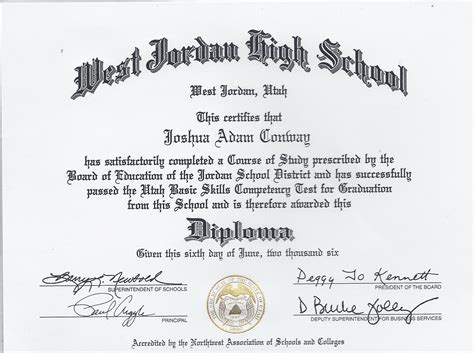 West Jordan High School
West Jordan, Utah
This certifies that
Joshua Adam Conway
has satisfactorily completed a Course of Study prescribed by the
Board of Education of the Jordan School District and has successfully
passed the Utah Basic Skills Competency Test for Graduation
from this School and is therefore awarded this
Diploma
Given this sixth day of June, two thousand six
Barry L. Newbold
SUPERINTENDENT OF SCHOOLS
Peggy Jo Kennett
PRESIDENT OF THE BOARD
PRINCIPAL
D. Burke Jolley
DEPUTY SUPERINTENDENT FOR BUSINESS SERVICES
Accredited by the Northwest Association of Schools and Colleges